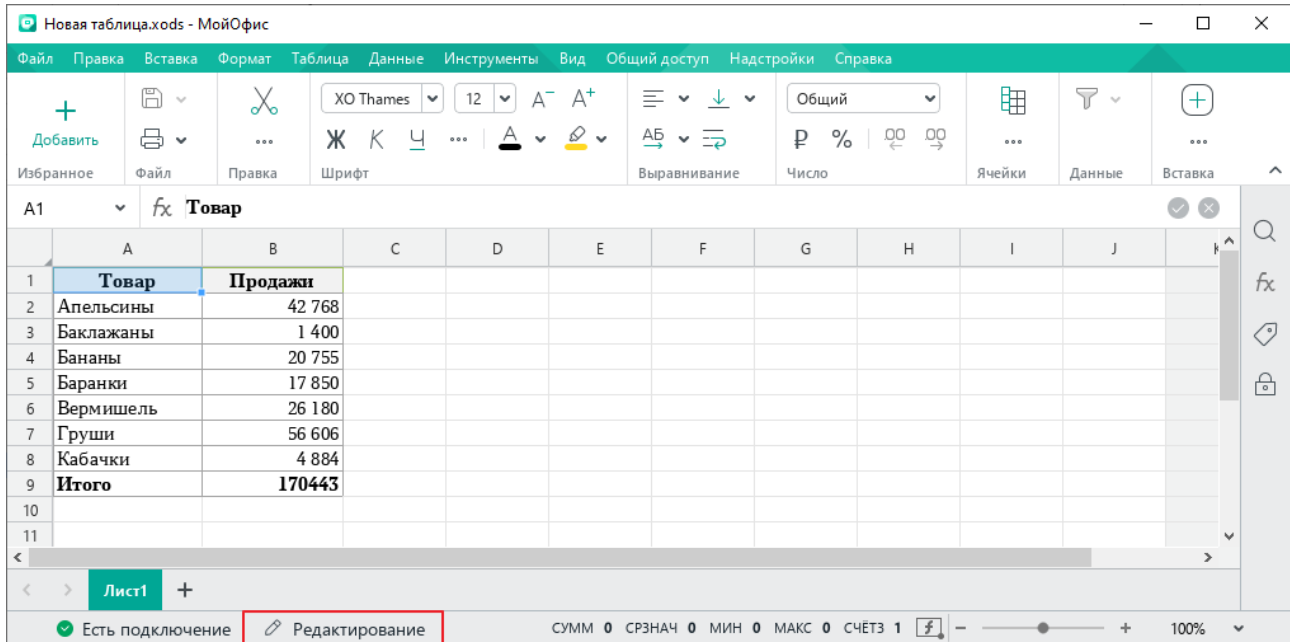 Новая таблица.xods - МойОфис
Файл Правка Вставка Формат Таблица Данные Инструменты Вид Общий доступ Надстройки Справка
XO Thames 12 A⁻ A⁺ Общий
Добавить Ж К Ч A АБ ₽ % ,00 ,00
Избранное Файл Правка Шрифт Выравнивание Число Ячейки Данные Вставка
A1 fx Товар
A B C D E F G H I J K
1 Товар Продажи
2 Апельсины 42 768
3 Баклажаны 1 400
4 Бананы 20 755
5 Баранки 17 850
6 Вермишель 26 180
7 Груши 56 606
8 Кабачки 4 884
9 Итого 170443
10
11
Лист1
Есть подключение Редактирование СУММ 0 СРЗНАЧ 0 МИН 0 МАКС 0 СЧЁТЗ 1 100%